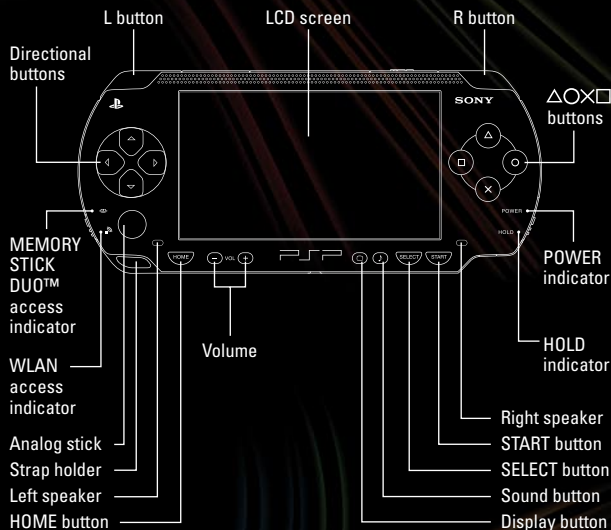 L button
LCD screen
R button
Directional
buttons
SONY
△○×□
buttons
POWER
HOLD
MEMORY
STICK
DUO™
access
indicator
HOME
VOL
PSP
SELECT
START
POWER
indicator
Volume
HOLD
indicator
WLAN
access
indicator
Analog stick
Strap holder
Left speaker
HOME button
Right speaker
START button
SELECT button
Sound button
Display button